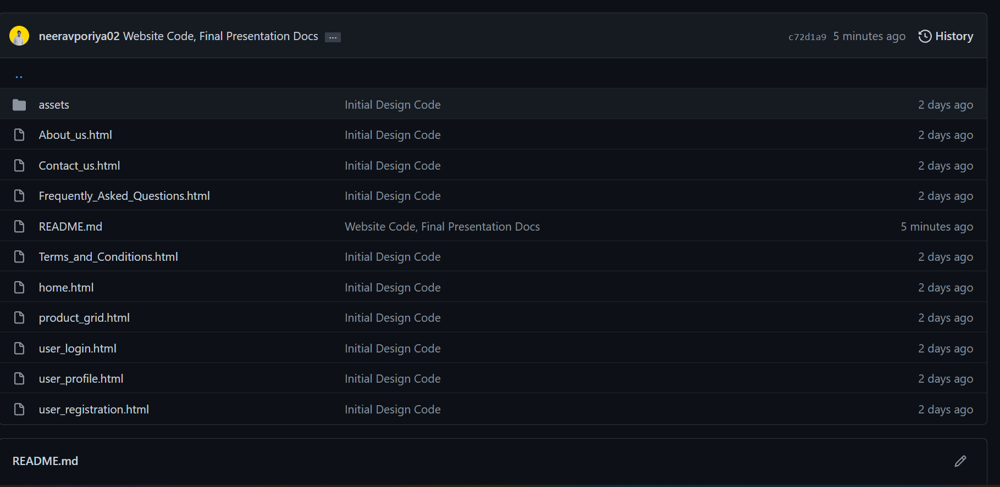 neeravporiya02 Website Code, Final Presentation Docs ... c72d1a9 5 minutes ago History
..
assets Initial Design Code 2 days ago
About_us.html Initial Design Code 2 days ago
Contact_us.html Initial Design Code 2 days ago
Frequently_Asked_Questions.html Initial Design Code 2 days ago
README.md Website Code, Final Presentation Docs 5 minutes ago
Terms_and_Conditions.html Initial Design Code 2 days ago
home.html Initial Design Code 2 days ago
product_grid.html Initial Design Code 2 days ago
user_login.html Initial Design Code 2 days ago
user_profile.html Initial Design Code 2 days ago
user_registration.html Initial Design Code 2 days ago
README.md